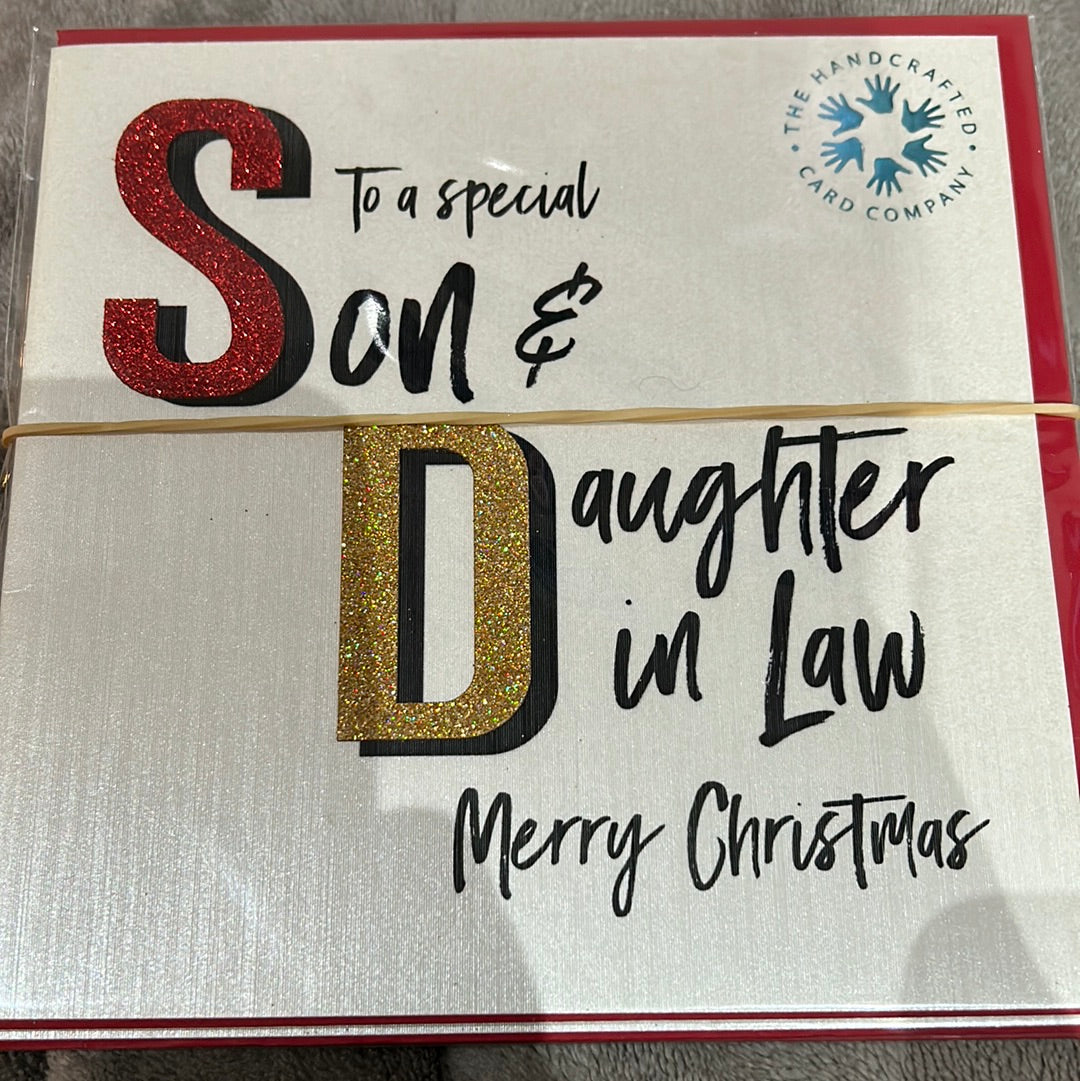 THE HANDCRAFTED
CARD COMPANY
To a special
Son &
Daughter
in Law
Merry Christmas